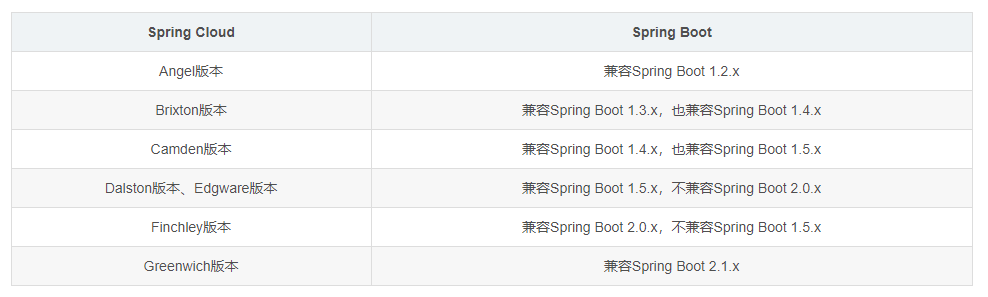 Spring Cloud Spring Boot
Angel版本 兼容Spring Boot 1.2.x
Brixton版本 兼容Spring Boot 1.3.x，也兼容Spring Boot 1.4.x
Camden版本 兼容Spring Boot 1.4.x，也兼容Spring Boot 1.5.x
Dalston版本、Edgware版本 兼容Spring Boot 1.5.x，不兼容Spring Boot 2.0.x
Finchley版本 兼容Spring Boot 2.0.x，不兼容Spring Boot 1.5.x
Greenwich版本 兼容Spring Boot 2.1.x